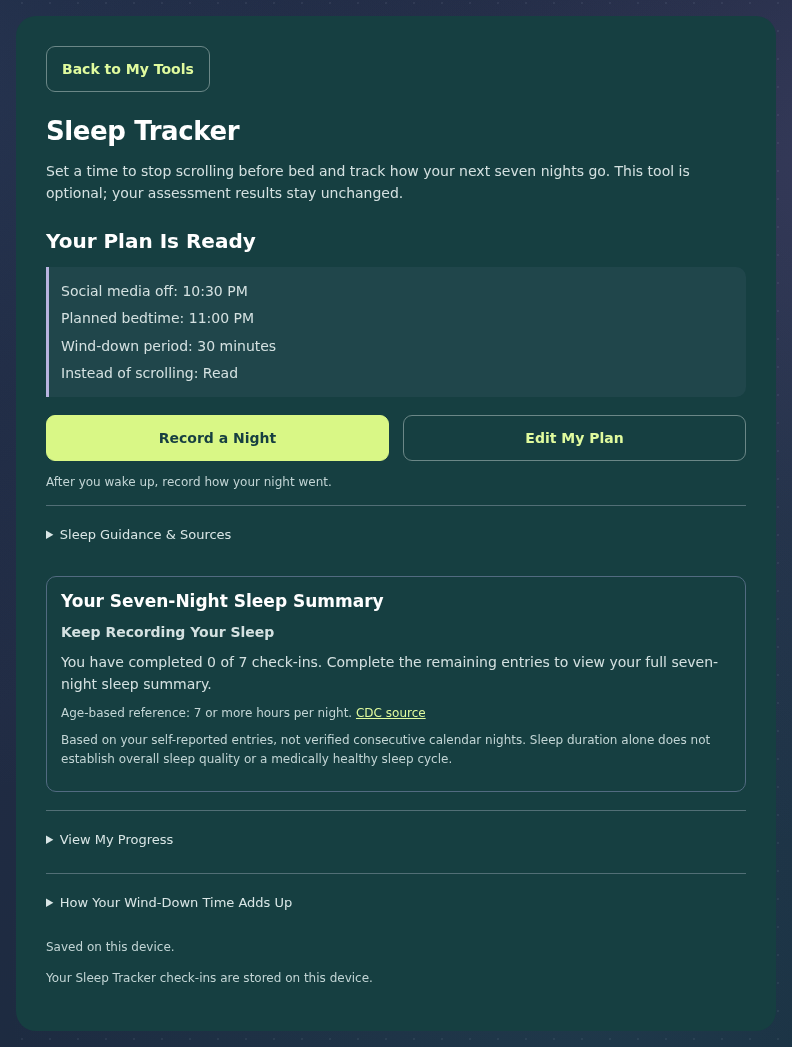 Back to My Tools
Sleep Tracker
Set a time to stop scrolling before bed and track how your next seven nights go. This tool is
optional; your assessment results stay unchanged.
Your Plan Is Ready
Social media off: 10:30 PM
Planned bedtime: 11:00 PM
Wind-down period: 30 minutes
Instead of scrolling: Read
Record a Night
Edit My Plan
After you wake up, record how your night went.
Sleep Guidance & Sources
Your Seven-Night Sleep Summary
Keep Recording Your Sleep
You have completed 0 of 7 check-ins. Complete the remaining entries to view your full seven-
night sleep summary.
Age-based reference: 7 or more hours per night. CDC source
Based on your self-reported entries, not verified consecutive calendar nights. Sleep duration alone does not
establish overall sleep quality or a medically healthy sleep cycle.
View My Progress
How Your Wind-Down Time Adds Up
Saved on this device.
Your Sleep Tracker check-ins are stored on this device.